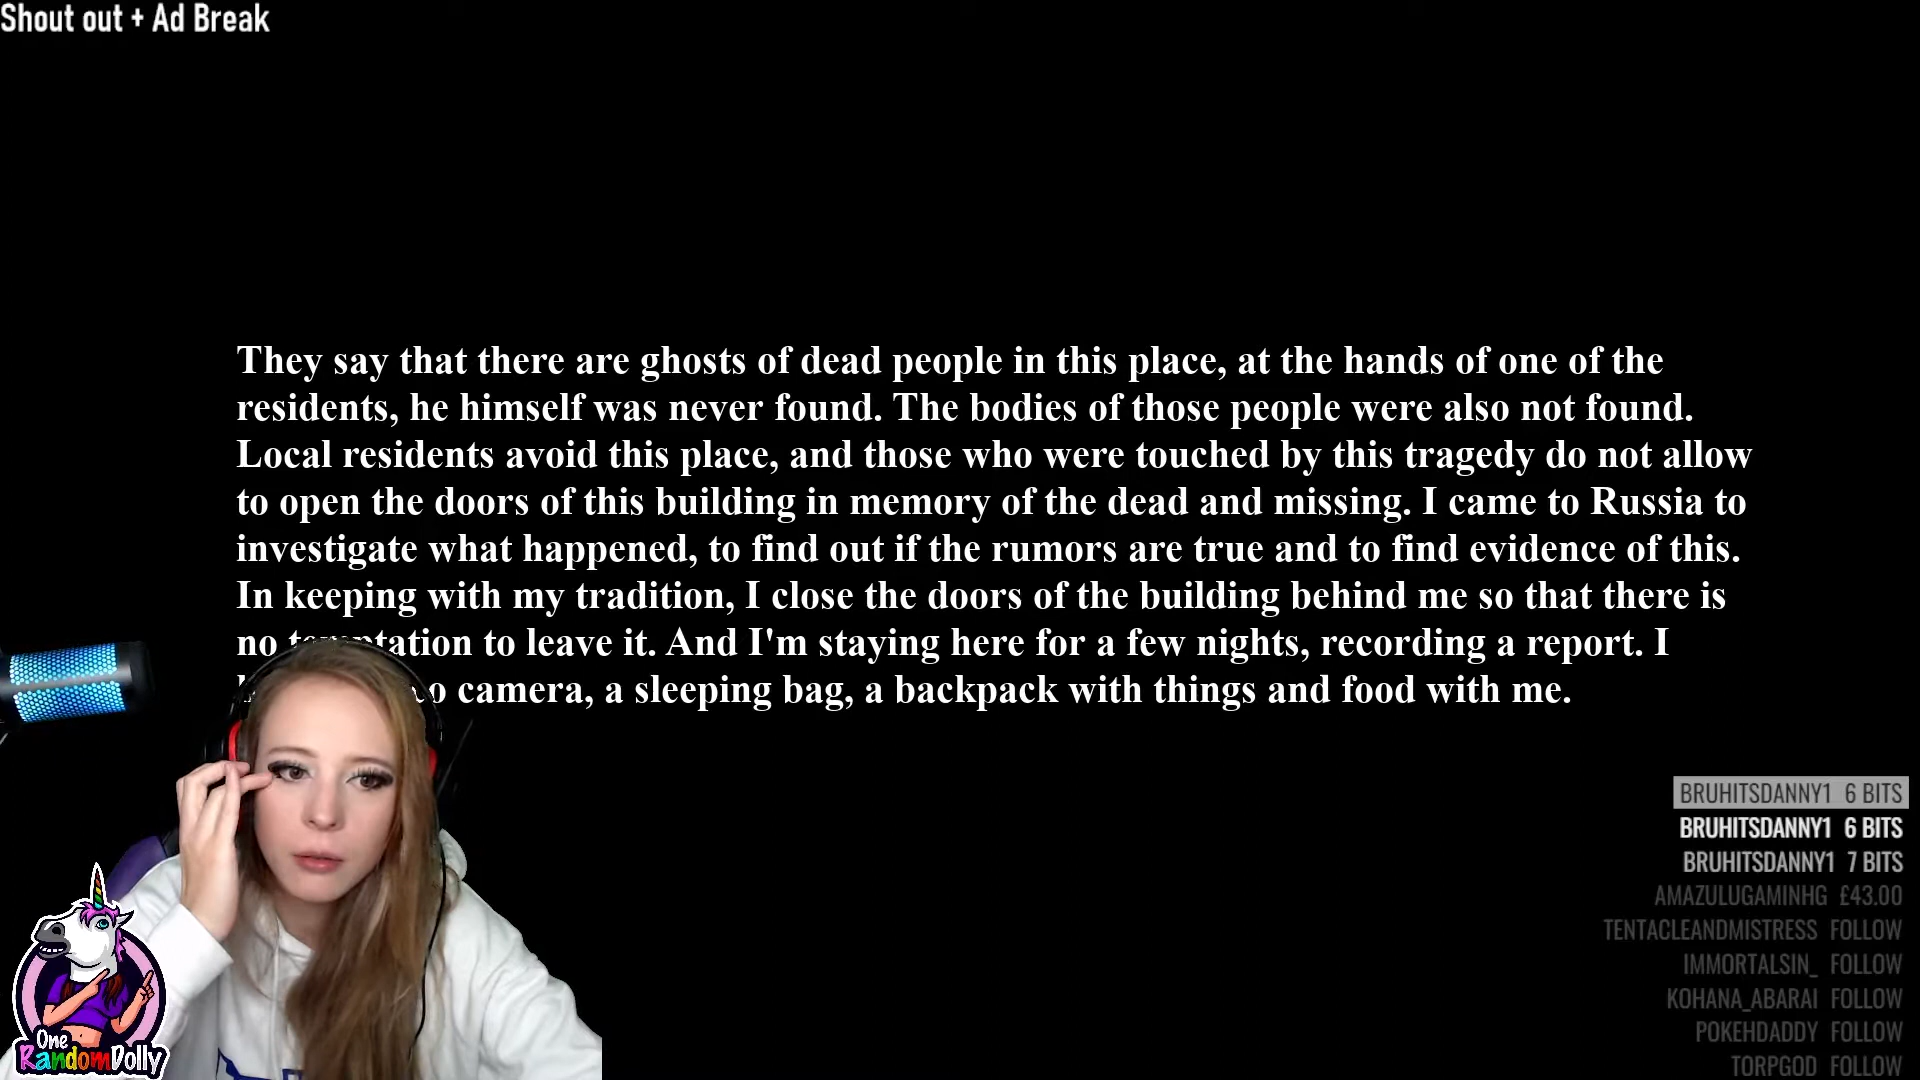 Shout out + Ad Break
They say that there are ghosts of dead people in this place, at the hands of one of the
residents, he himself was never found. The bodies of those people were also not found.
Local residents avoid this place, and those who were touched by this tragedy do not allow
to open the doors of this building in memory of the dead and missing. I came to Russia to
investigate what happened, to find out if the rumors are true and to find evidence of this.
In keeping with my tradition, I close the doors of the building behind me so that there is
no temptation to leave it. And I'm staying here for a few nights, recording a report. I
camera, a sleeping bag, a backpack with things and food with me.
BRUHITSDANNY1 6 BITS
BRUHITSDANNY1 6 BITS
BRUHITSDANNY1 7 BITS
AMAZULUGAMINHG £43.00
TENTACLEANDMISTRESS FOLLOW
IMMORTALSIN_ FOLLOW
KOHANA_ABARAI FOLLOW
POKEHDADDY FOLLOW
TORPGOD FOLLOW
One
RandomDolly